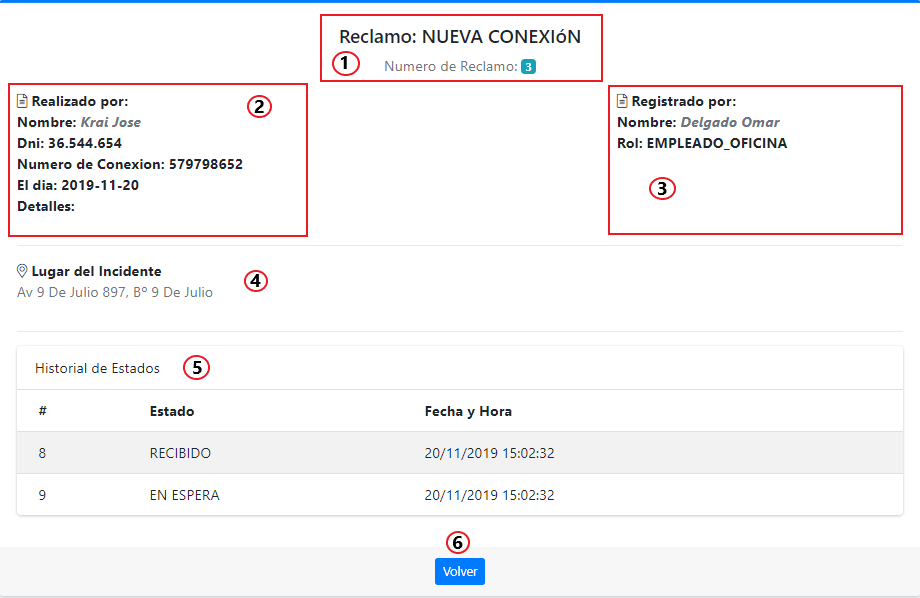 Reclamo: NUEVA CONEXIóN
1 Numero de Reclamo: 3
Realizado por: 2
Nombre: Krai Jose
Dni: 36.544.654
Numero de Conexion: 579798652
El dia: 2019-11-20
Detalles:
Registrado por:
Nombre: Delgado Omar
Rol: EMPLEADO_OFICINA
3
Lugar del Incidente 4
Av 9 De Julio 897, Bº 9 De Julio
Historial de Estados 5
# Estado Fecha y Hora
8 RECIBIDO 20/11/2019 15:02:32
9 EN ESPERA 20/11/2019 15:02:32
6
Volver